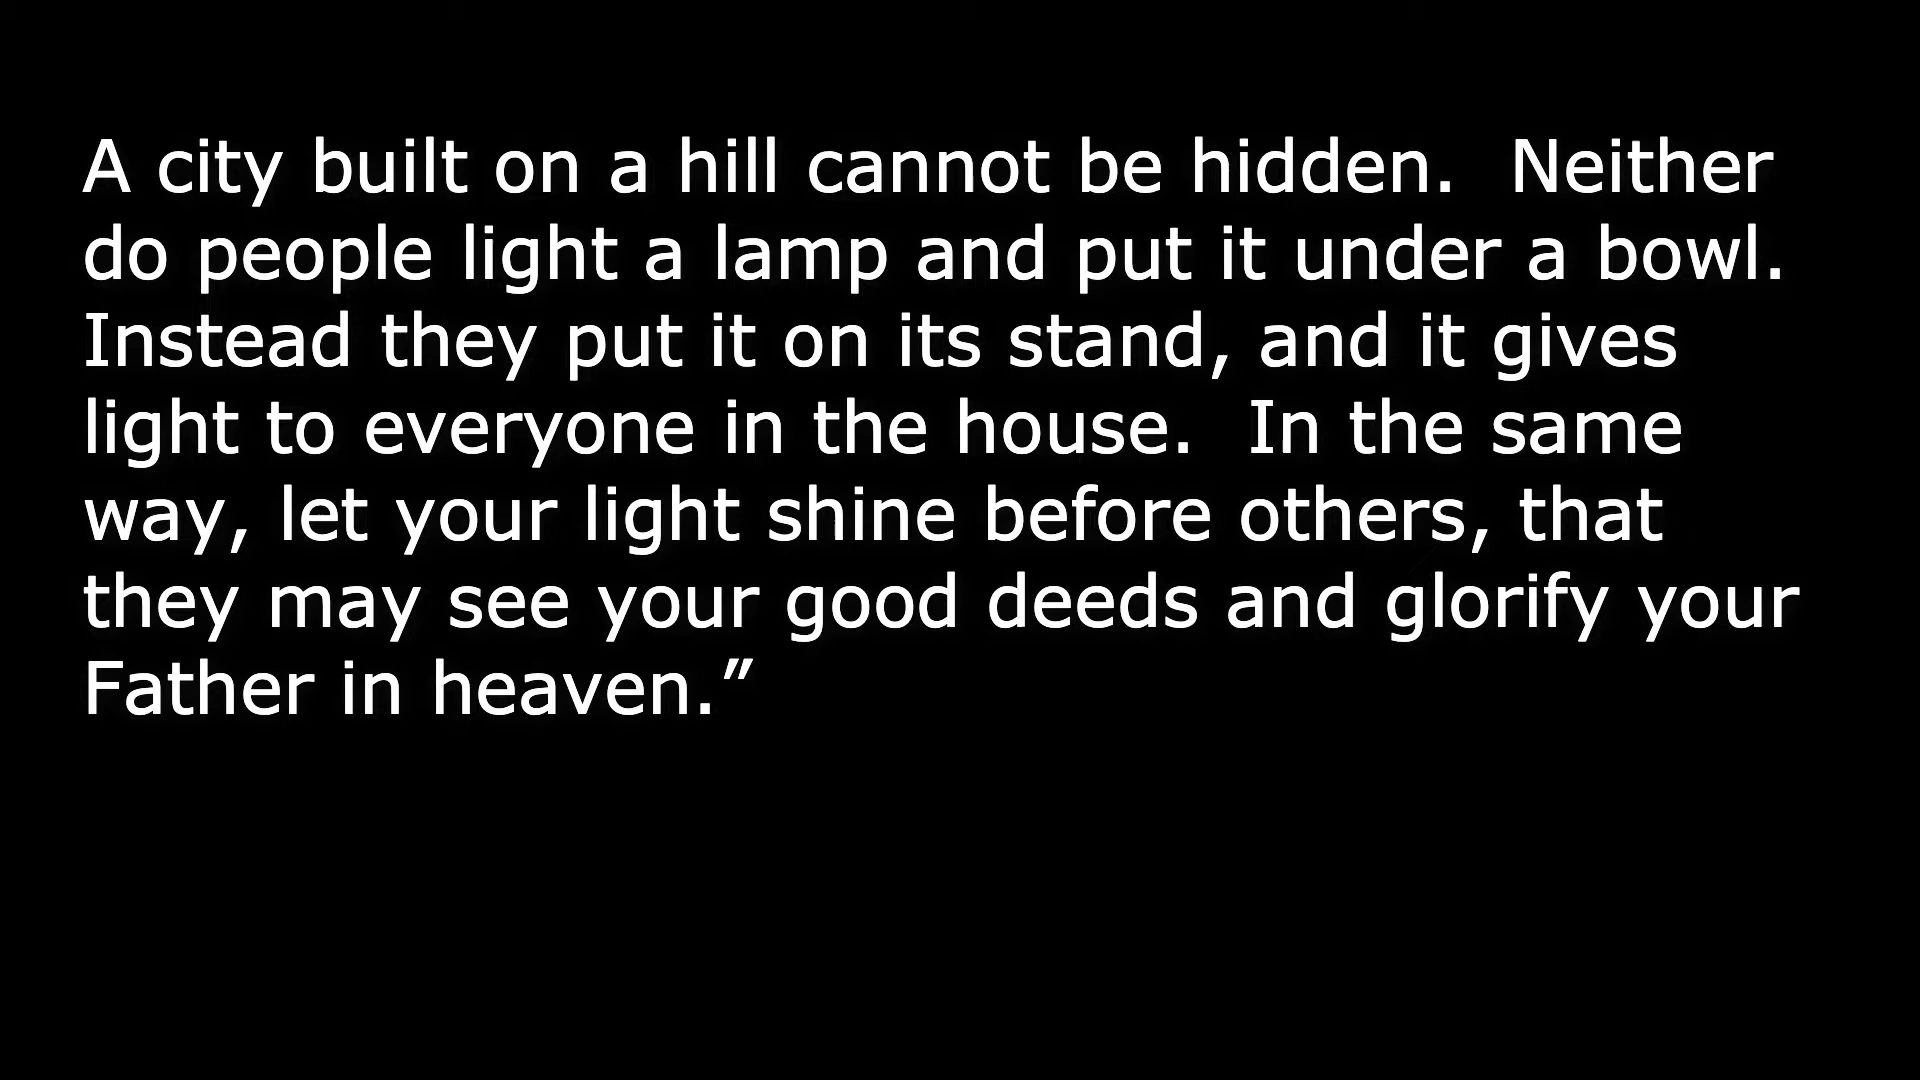 A city built on a hill cannot be hidden.  Neither
do people light a lamp and put it under a bowl.
Instead they put it on its stand, and it gives
light to everyone in the house.  In the same
way, let your light shine before others, that
they may see your good deeds and glorify your
Father in heaven.”